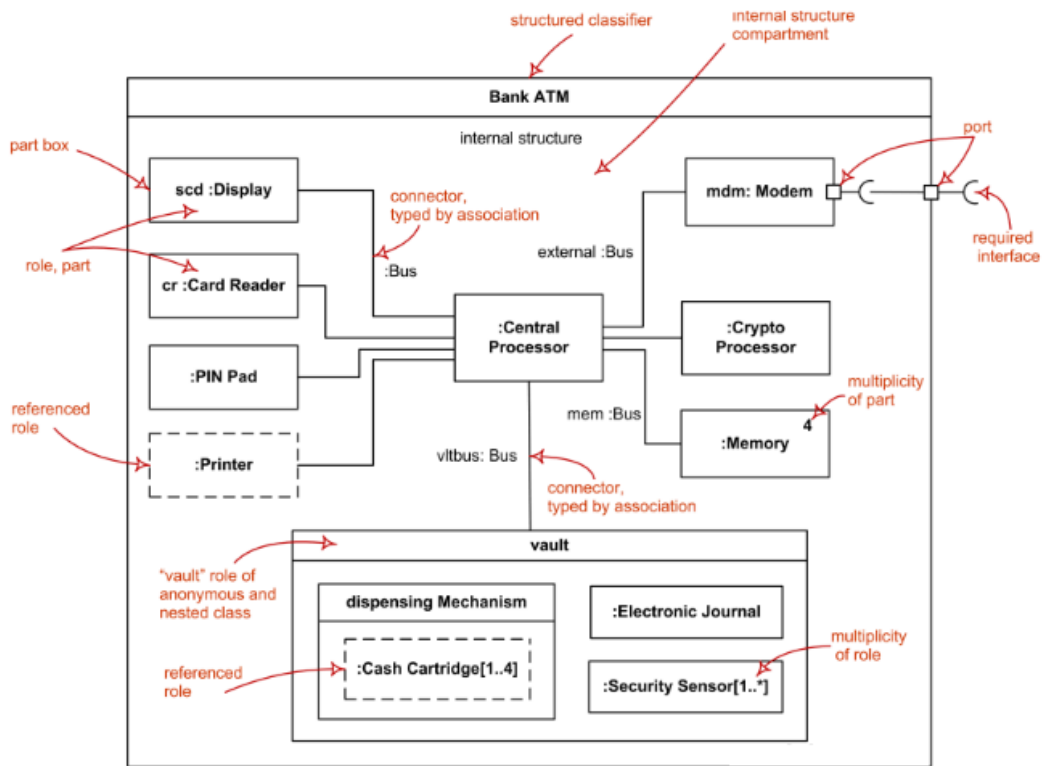 structured classifier
internal structure
compartment
Bank ATM
internal structure
part box
port
scd :Display
mdm: Modem
connector,
typed by association
required
interface
role, part
:Bus
external :Bus
cr :Card Reader
:Central
Processor
:Crypto
Processor
:PIN Pad
multiplicity
of part
referenced
role
mem :Bus
4
:Memory
:Printer
vltbus: Bus
connector,
typed by association
vault
"vault" role of
anonymous and
nested class
dispensing Mechanism
:Electronic Journal
multiplicity
of role
referenced
role
:Cash Cartridge[1..4]
:Security Sensor[1..*]